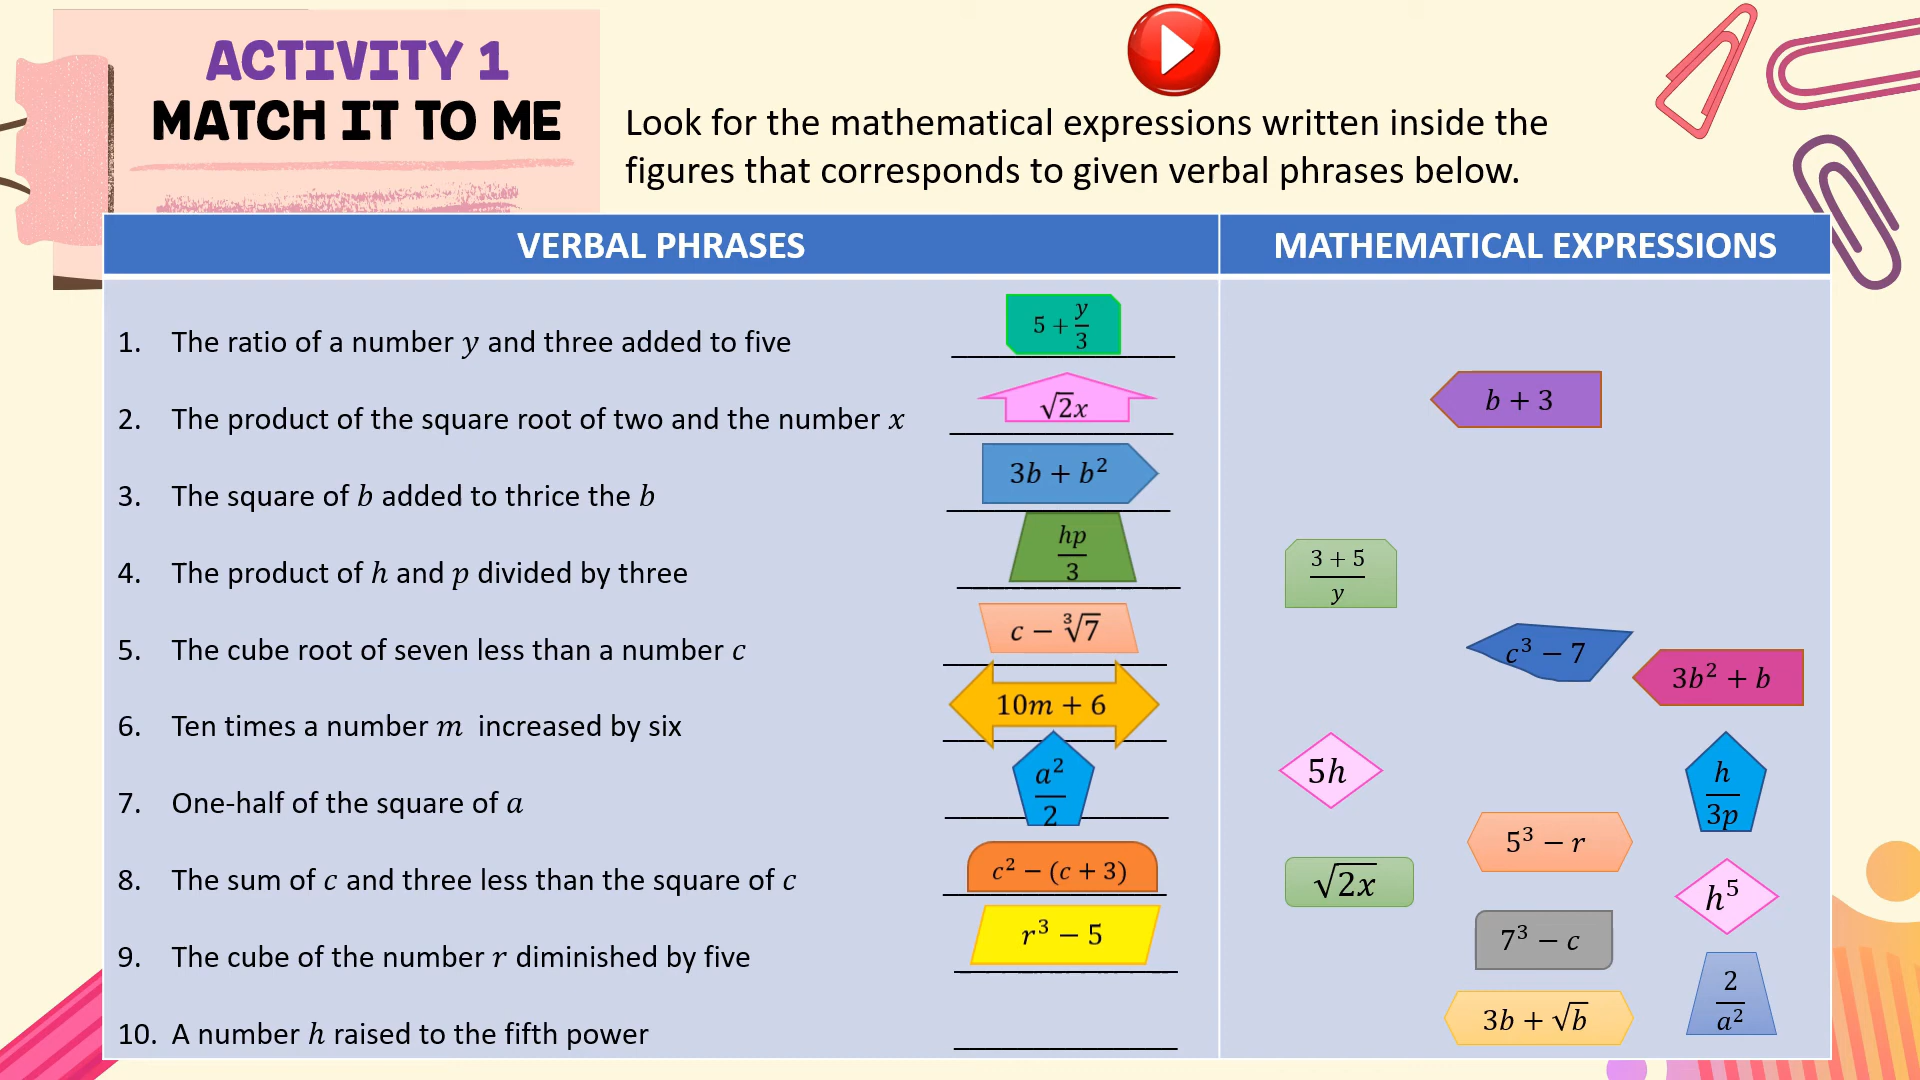 ACTIVITY 1
MATCH IT TO ME
Look for the mathematical expressions written inside the
figures that corresponds to given verbal phrases below.
VERBAL PHRASES
MATHEMATICAL EXPRESSIONS
1. The ratio of a number y and three added to five
5 + y/3
2. The product of the square root of two and the number x
√2x
3. The square of b added to thrice the b
3b + b²
4. The product of h and p divided by three
hp/3
5. The cube root of seven less than a number c
c − ∛7
6. Ten times a number m increased by six
10m + 6
7. One-half of the square of a
a²/2
8. The sum of c and three less than the square of c
c² − (c + 3)
9. The cube of the number r diminished by five
r³ − 5
10. A number h raised to the fifth power
b + 3
3 + 5/y
c³ − 7
3b² + b
5h
h/3p
5³ − r
√2x
h⁵
7³ − c
2/a²
3b + √b